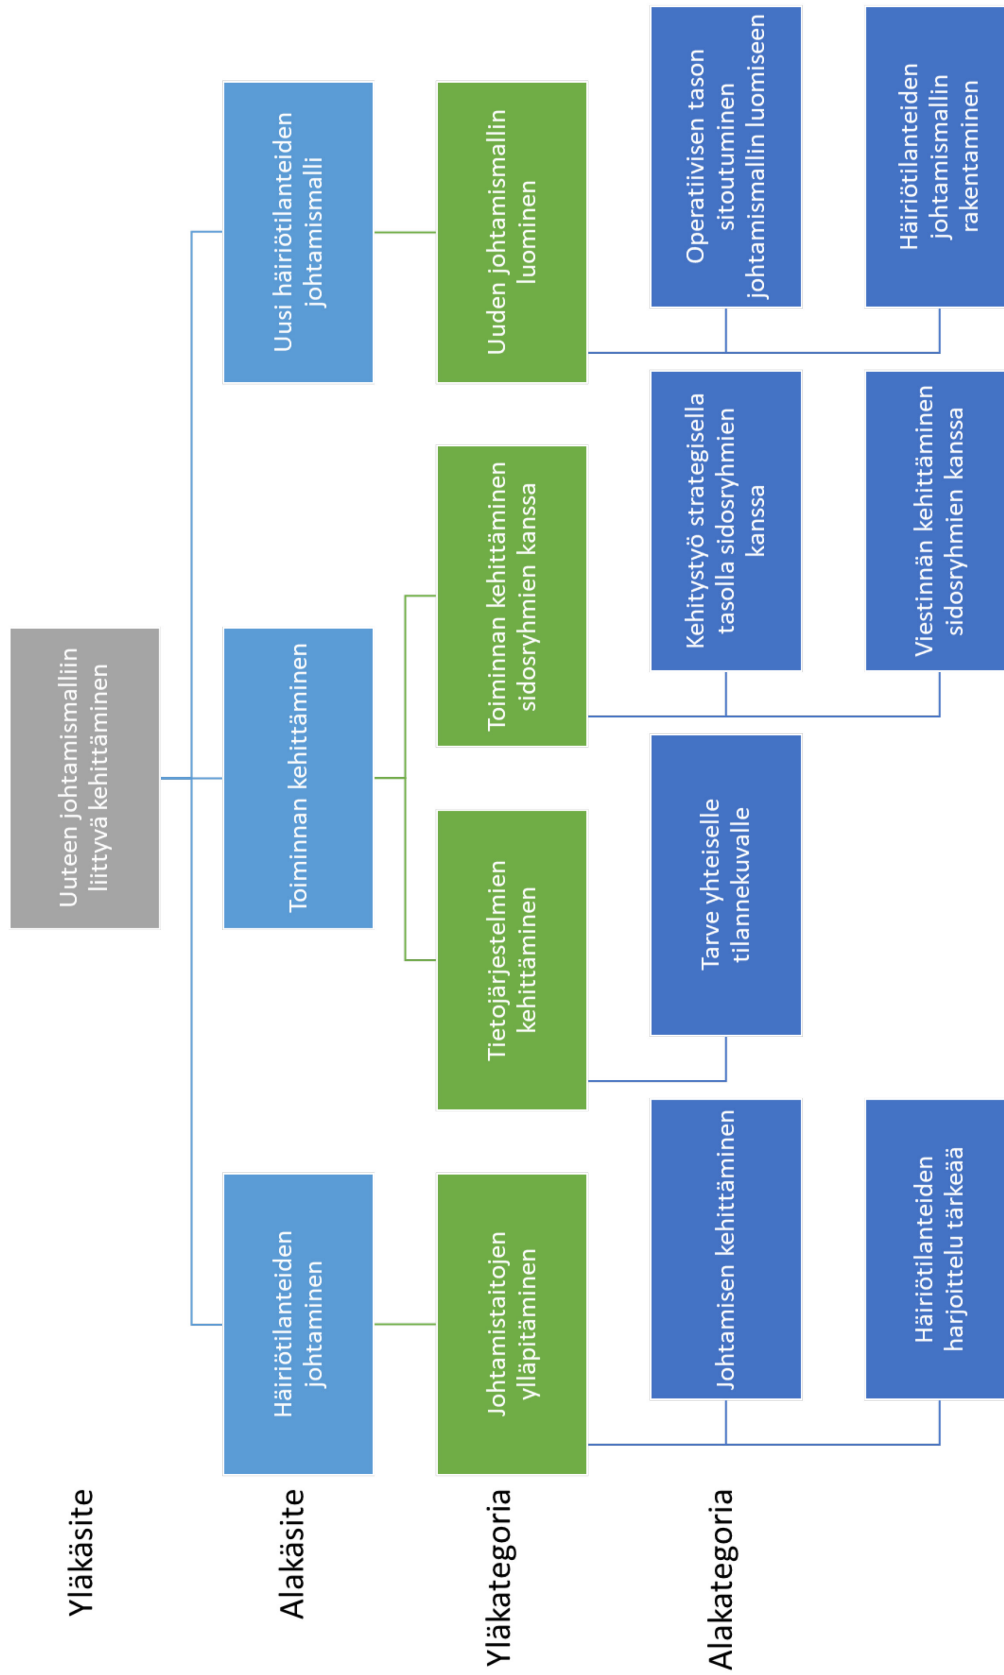 Yläkäsite
Uuteen johtamismalliin
liittyvä kehittäminen
Alakäsite
Häiriötilanteiden
johtaminen
Toiminnan kehittäminen
Uusi häiriötilanteiden
johtamismalli
Yläkategoria
Johtamistaitojen
ylläpitäminen
Tietojärjestelmien
kehittäminen
Toiminnan kehittäminen
sidosryhmien kanssa
Uuden johtamismallin
luominen
Alakategoria
Johtamisen kehittäminen
Tarve yhteiselle
tilannekuvalle
Kehitystyö strategisella
tasolla sidosryhmien
kanssa
Operatiivisen tason
sitoutuminen
johtamismallin luomiseen
Häiriötilanteiden
harjoittelu tärkeää
Viestinnän kehittäminen
sidosryhmien kanssa
Häiriötilanteiden
johtamismallin
rakentaminen